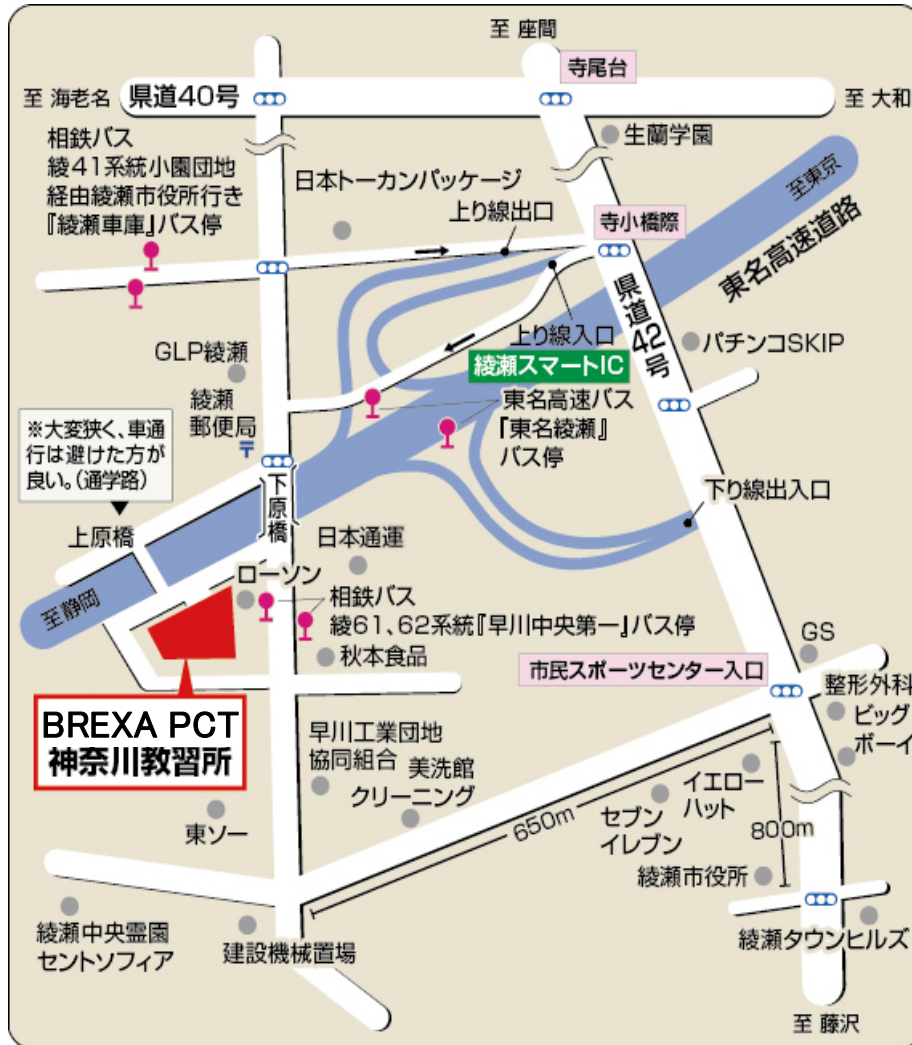 至 座間
寺尾台
至 海老名
県道40号
至 大和
相鉄バス
綾41系統小園団地
経由綾瀬市役所行き
『綾瀬車庫』バス停
生蘭学園
日本トーカンパッケージ
上り線出口
至東京
東名高速道路
寺小橋際
県道42号
上り線入口
綾瀬スマートIC
パチンコSKIP
GLP綾瀬
綾瀬
郵便局
〒
東名高速バス
『東名綾瀬』
バス停
※大変狭く、車通
行は避けた方が
良い。(通学路)
上原橋
下原橋
下り線出入口
日本通運
ローソン
至静岡
相鉄バス
綾61、62系統『早川中央第一』バス停
秋本食品
GS
市民スポーツセンター入口
整形外科
ビッグ
ボーイ
BREXA PCT
神奈川教習所
早川工業団地
協同組合
美洗館
クリーニング
イエロー
ハット
セブン
イレブン
650m
800m
東ソー
綾瀬市役所
綾瀬中央霊園
セントソフィア
建設機械置場
綾瀬タウンヒルズ
至 藤沢